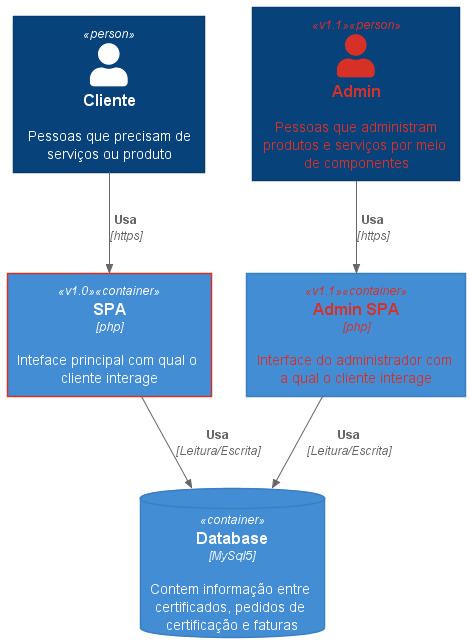 «person»
Cliente
Pessoas que precisam de
serviços ou produto
«v1.1»«person»
Admin
Pessoas que administram
produtos e serviços por meio
de componentes
Usa
[https]
Usa
[https]
«v1.0»«container»
SPA
[php]
Inteface principal com qual o
cliente interage
«v1.1»«container»
Admin SPA
[php]
Interface do administrador com
a qual o cliente interage
Usa
[Leitura/Escrita]
Usa
[Leitura/Escrita]
«container»
Database
[MySql5]
Contem informação entre
certificados, pedidos de
certificação e faturas